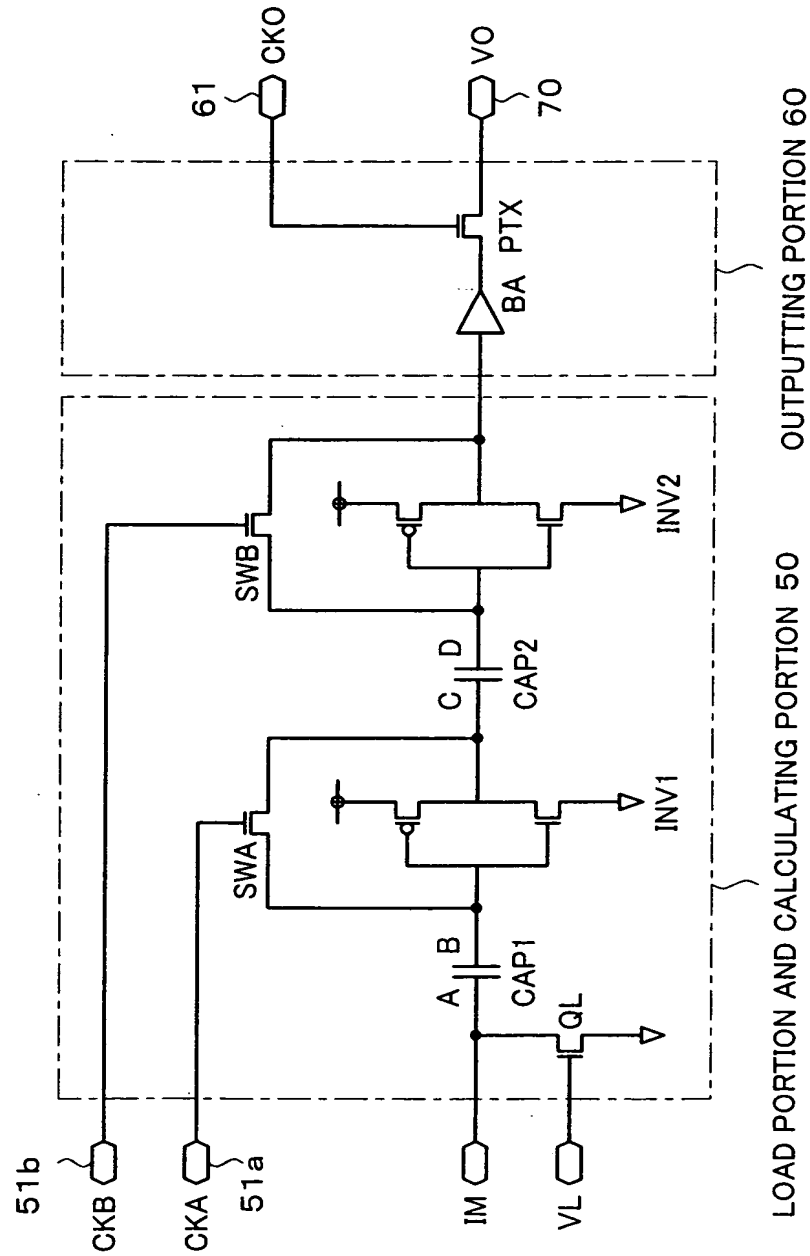 61
CKO
VO
70
PTX
BA
OUTPUTTING PORTION 60
51b
CKB
CKA
51a
SWB
SWA
IM
VL
A
B
CAP1
QL
INV1
C
D
CAP2
INV2
LOAD PORTION AND CALCULATING PORTION 50